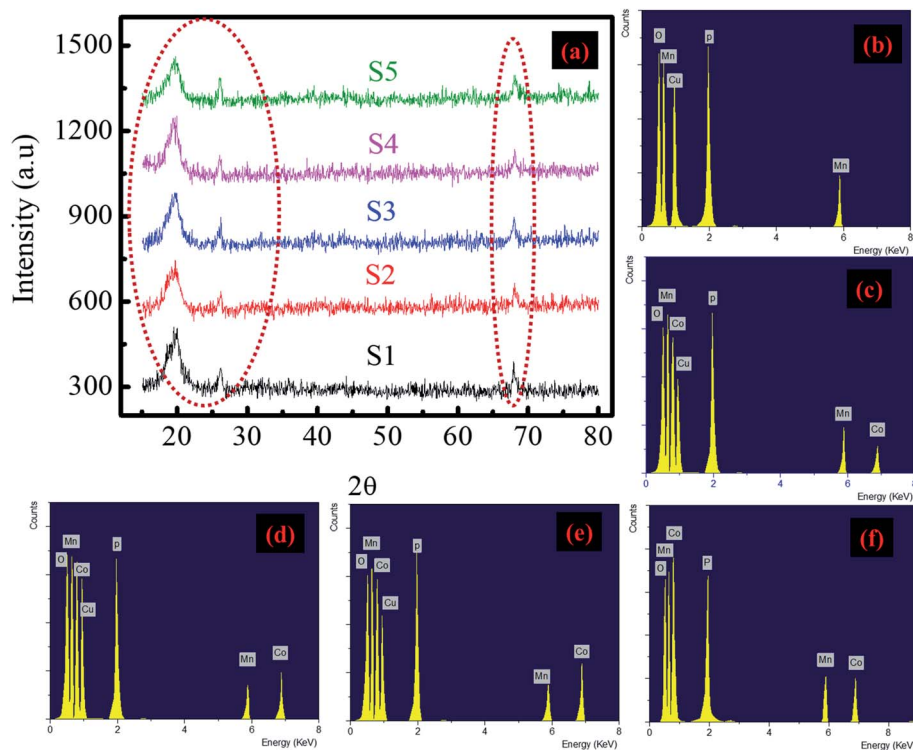 (a)
1500
1200
900
600
300
Intensity (a.u)
S5
S4
S3
S2
S1
20
30
40
50
60
70
80
2θ
Counts
(b)
O
Mn
Cu
p
Mn
0
2
4
6
8
Energy (KeV)
Counts
(c)
O
Mn
Co
Cu
p
Mn
Co
0
2
4
6
8
Energy (KeV)
Counts
(d)
O
Mn
Co
Cu
p
Mn
Co
0
2
4
6
8
Energy (KeV)
Counts
(e)
O
Mn
Co
Cu
p
Mn
Co
0
2
4
6
8
Energy (KeV)
Counts
(f)
O
Mn
Co
P
Mn
Co
0
2
4
6
8
Energy (KeV)